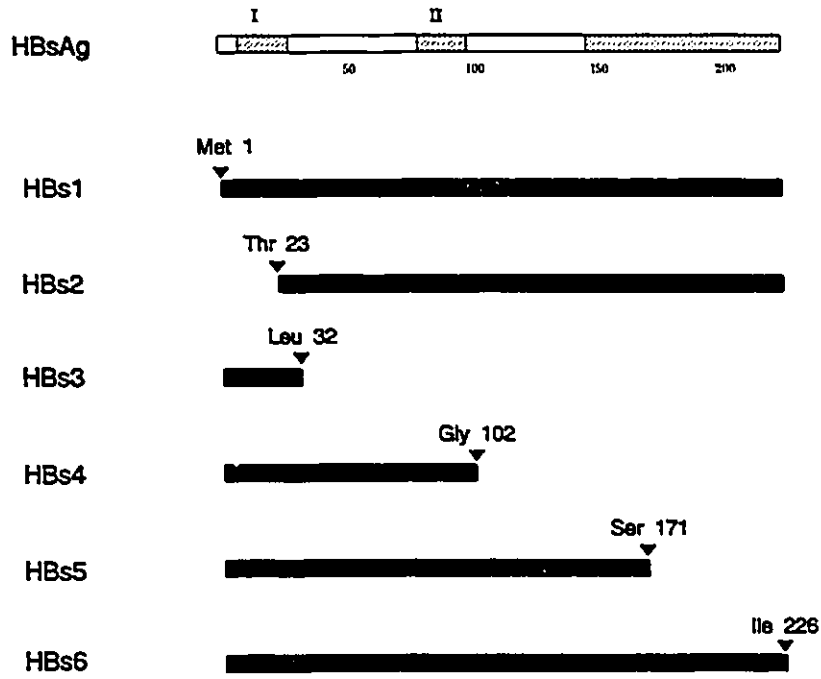 I II
HBsAg
50 100 150 200
Met 1
HBs1
Thr 23
HBs2
Leu 32
HBs3
Gly 102
HBs4
Ser 171
HBs5
Ile 226
HBs6